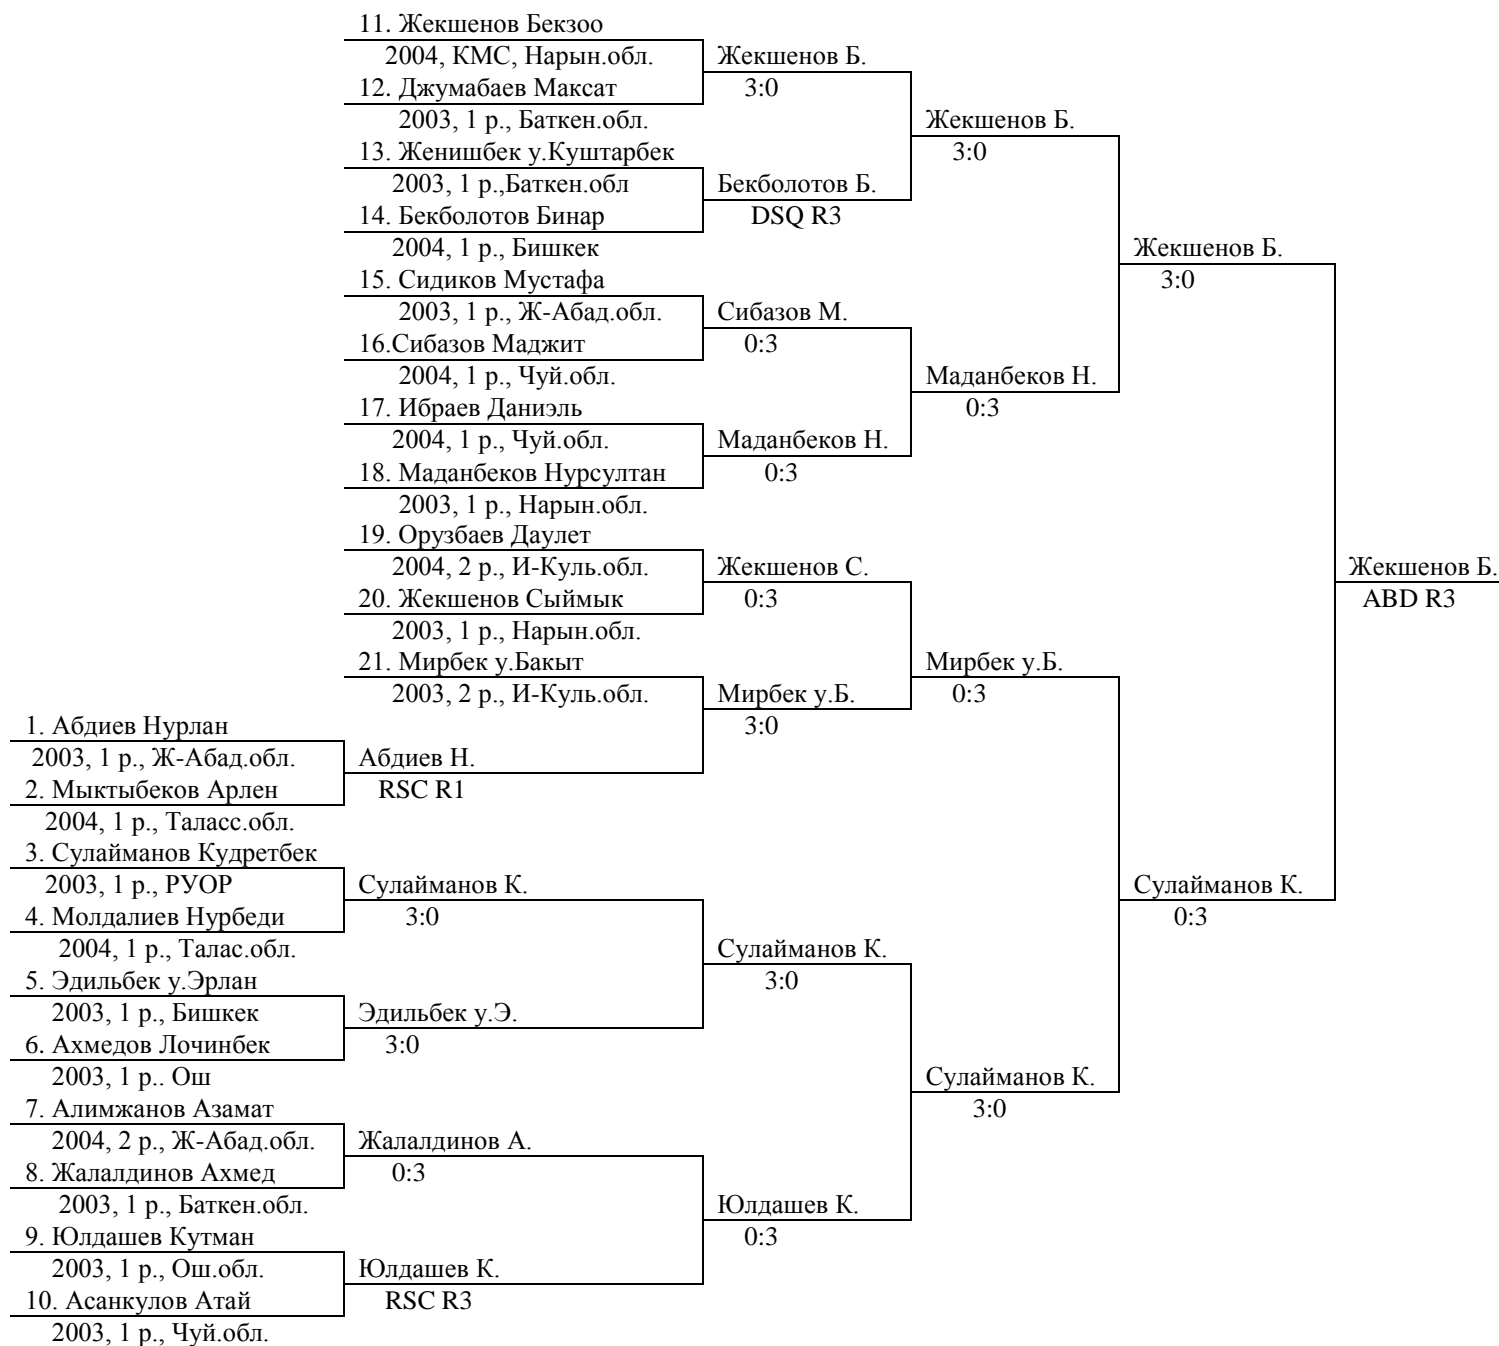 11. Жекшенов Бекзоо
2004, КМС, Нарын.обл.
Жекшенов Б.
12. Джумабаев Максат
3:0
2003, 1 р., Баткен.обл.
Жекшенов Б.
13. Женишбек у.Куштарбек
3:0
2003, 1 р.,Баткен.обл
Бекболотов Б.
14. Бекболотов Бинар
DSQ R3
2004, 1 р., Бишкек
Жекшенов Б.
15. Сидиков Мустафа
3:0
2003, 1 р., Ж-Абад.обл.
Сибазов М.
16.Сибазов Маджит
0:3
2004, 1 р., Чуй.обл.
Маданбеков Н.
17. Ибраев Даниэль
0:3
2004, 1 р., Чуй.обл.
Маданбеков Н.
18. Маданбеков Нурсултан
0:3
2003, 1 р., Нарын.обл.
19. Орузбаев Даулет
2004, 2 р., И-Куль.обл.
Жекшенов С.
Жекшенов Б.
20. Жекшенов Сыймык
0:3
ABD R3
2003, 1 р., Нарын.обл.
21. Мирбек у.Бакыт
Мирбек у.Б.
2003, 2 р., И-Куль.обл.
Мирбек у.Б.
0:3
1. Абдиев Нурлан
3:0
2003, 1 р., Ж-Абад.обл.
Абдиев Н.
2. Мыктыбеков Арлен
RSC R1
2004, 1 р., Таласс.обл.
3. Сулайманов Кудретбек
2003, 1 р., РУОР
Сулайманов К.
Сулайманов К.
4. Молдалиев Нурбеди
3:0
0:3
2004, 1 р., Талас.обл.
Сулайманов К.
5. Эдильбек у.Эрлан
3:0
2003, 1 р., Бишкек
Эдильбек у.Э.
6. Ахмедов Лочинбек
3:0
2003, 1 р.. Ош
Сулайманов К.
7. Алимжанов Азамат
3:0
2004, 2 р., Ж-Абад.обл.
Жалалдинов А.
8. Жалалдинов Ахмед
0:3
2003, 1 р., Баткен.обл.
Юлдашев К.
9. Юлдашев Кутман
0:3
2003, 1 р., Ош.обл.
Юлдашев К.
10. Асанкулов Атай
RSC R3
2003, 1 р., Чуй.обл.